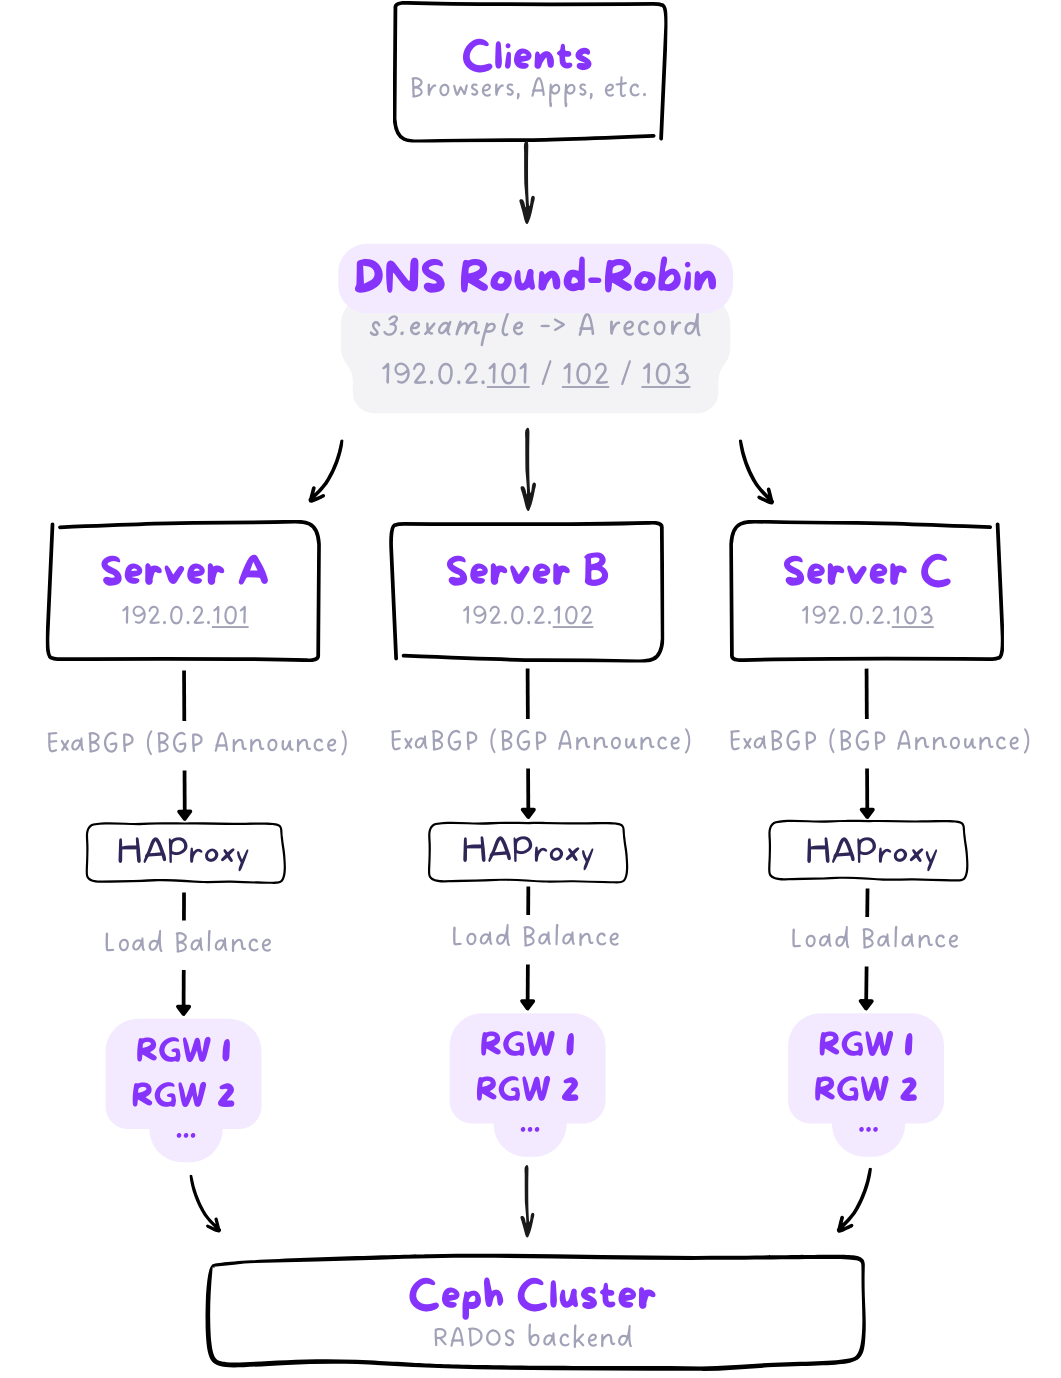 Clients
Browsers, Apps, etc.
DNS Round-Robin
s3.example -> A record
192.0.2.101 / 102 / 103
Server A
192.0.2.101
Server B
192.0.2.102
Server C
192.0.2.103
ExaBGP (BGP Announce)
ExaBGP (BGP Announce)
ExaBGP (BGP Announce)
HAProxy
HAProxy
HAProxy
Load Balance
Load Balance
Load Balance
RGW 1
RGW 2
...
RGW 1
RGW 2
...
RGW 1
RGW 2
...
Ceph Cluster
RADOS backend